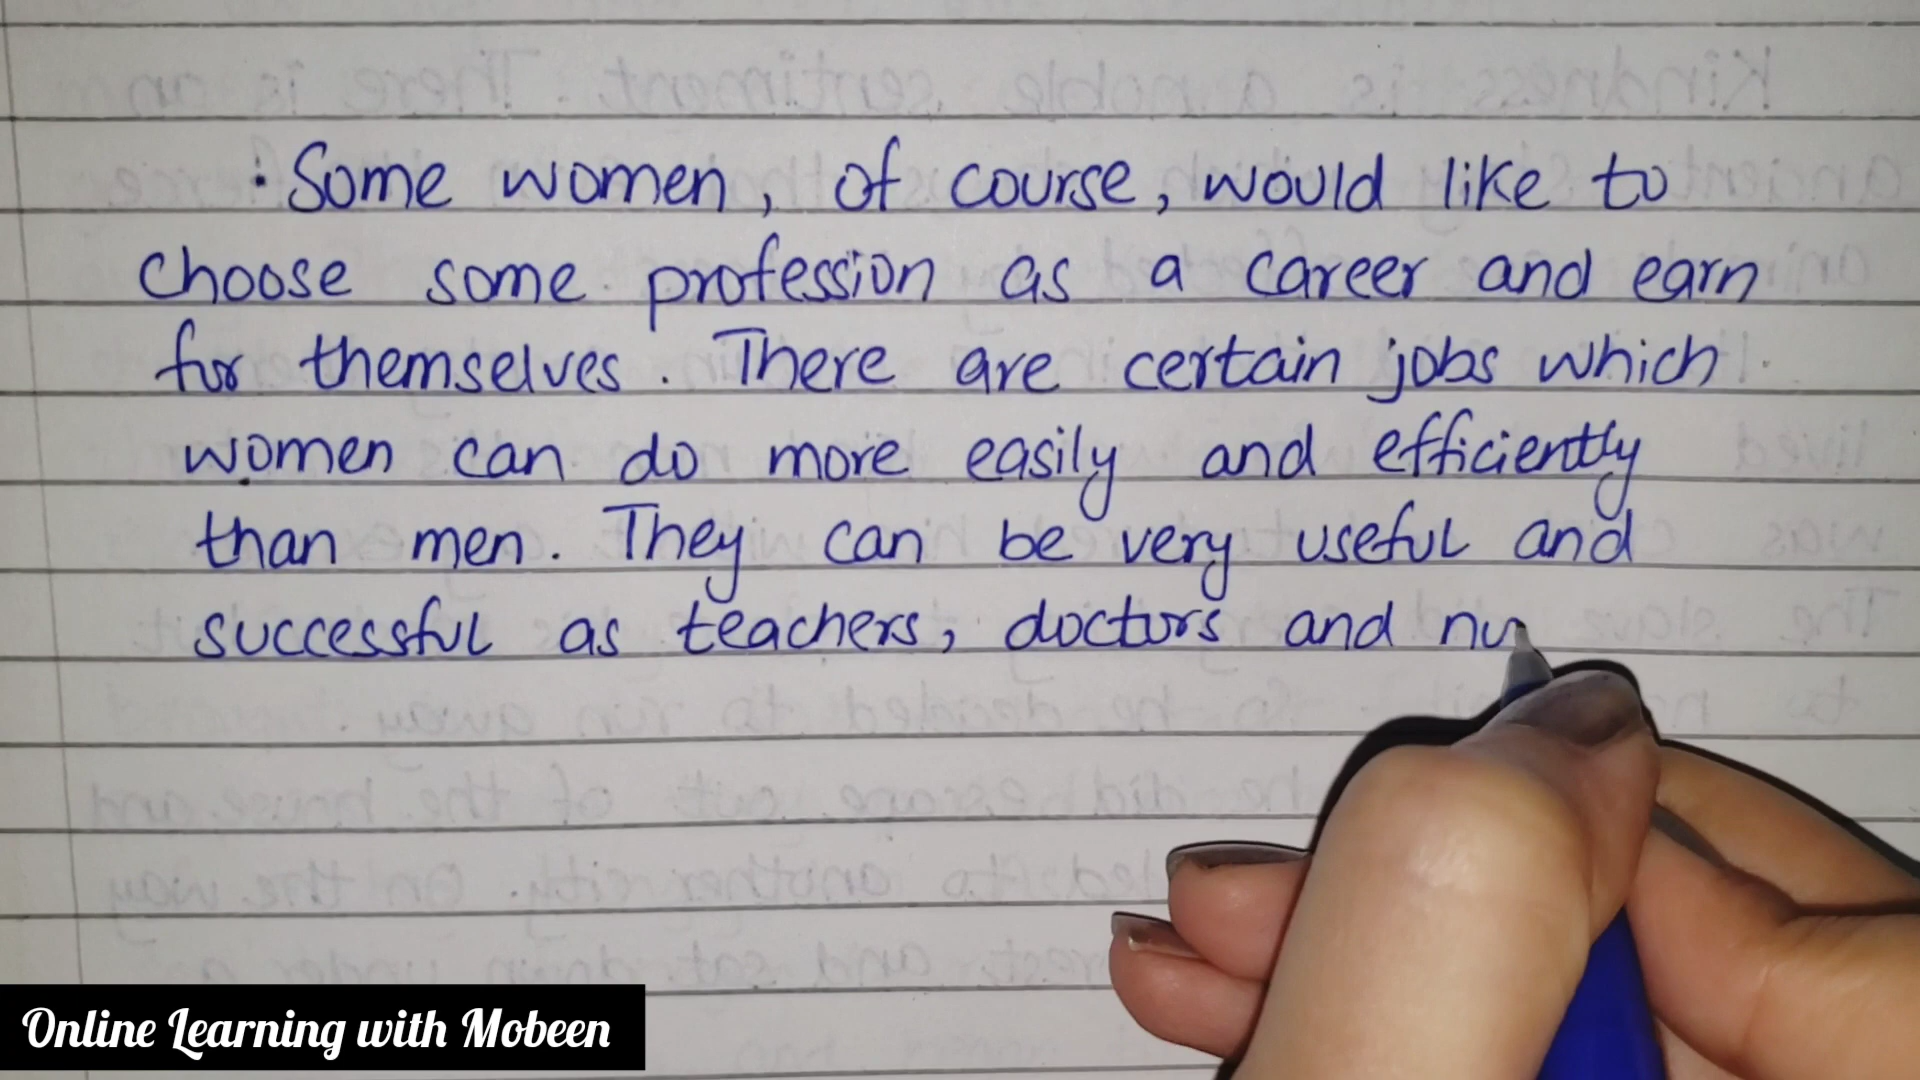 Some women, of course, would like to
choose some profession as a career and earn
for themselves. There are certain jobs which
women can do more easily and efficiently
than men. They can be very useful and
successful as teachers, doctors and nu
Online Learning with Mobeen